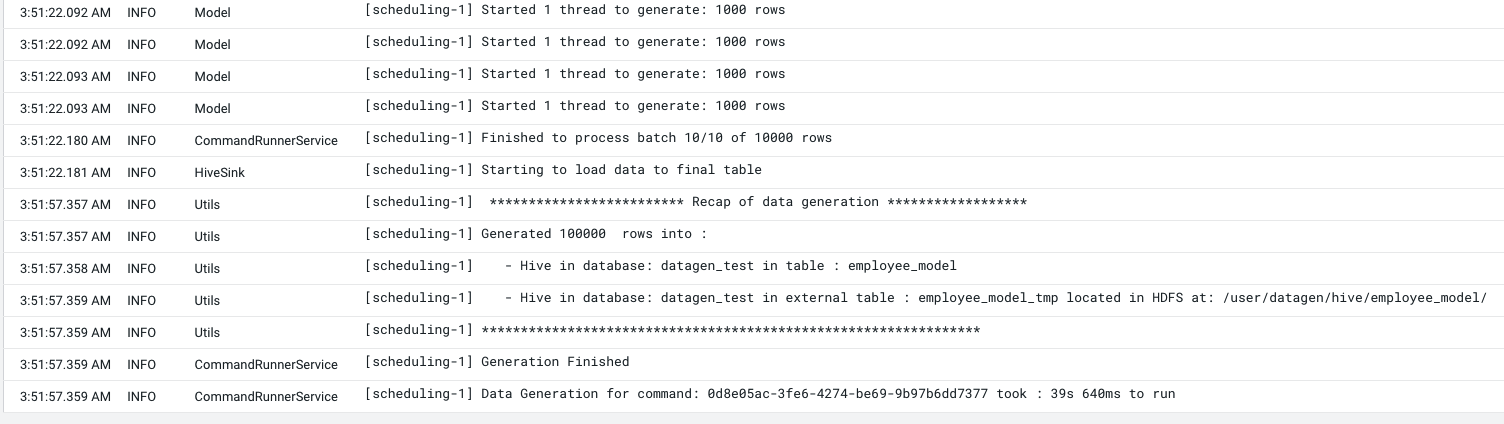 3:51:22.092 AM INFO Model [scheduling-1] Started 1 thread to generate: 1000 rows
3:51:22.092 AM INFO Model [scheduling-1] Started 1 thread to generate: 1000 rows
3:51:22.093 AM INFO Model [scheduling-1] Started 1 thread to generate: 1000 rows
3:51:22.093 AM INFO Model [scheduling-1] Started 1 thread to generate: 1000 rows
3:51:22.180 AM INFO CommandRunnerService [scheduling-1] Finished to process batch 10/10 of 10000 rows
3:51:22.181 AM INFO HiveSink [scheduling-1] Starting to load data to final table
3:51:57.357 AM INFO Utils [scheduling-1]  ************************* Recap of data generation ******************
3:51:57.357 AM INFO Utils [scheduling-1] Generated 100000  rows into :
3:51:57.358 AM INFO Utils [scheduling-1]    - Hive in database: datagen_test in table : employee_model
3:51:57.359 AM INFO Utils [scheduling-1]    - Hive in database: datagen_test in external table : employee_model_tmp located in HDFS at: /user/datagen/hive/employee_model/
3:51:57.359 AM INFO Utils [scheduling-1] ****************************************************************
3:51:57.359 AM INFO CommandRunnerService [scheduling-1] Generation Finished
3:51:57.359 AM INFO CommandRunnerService [scheduling-1] Data Generation for command: 0d8e05ac-3fe6-4274-be69-9b97b6dd7377 took : 39s 640ms to run